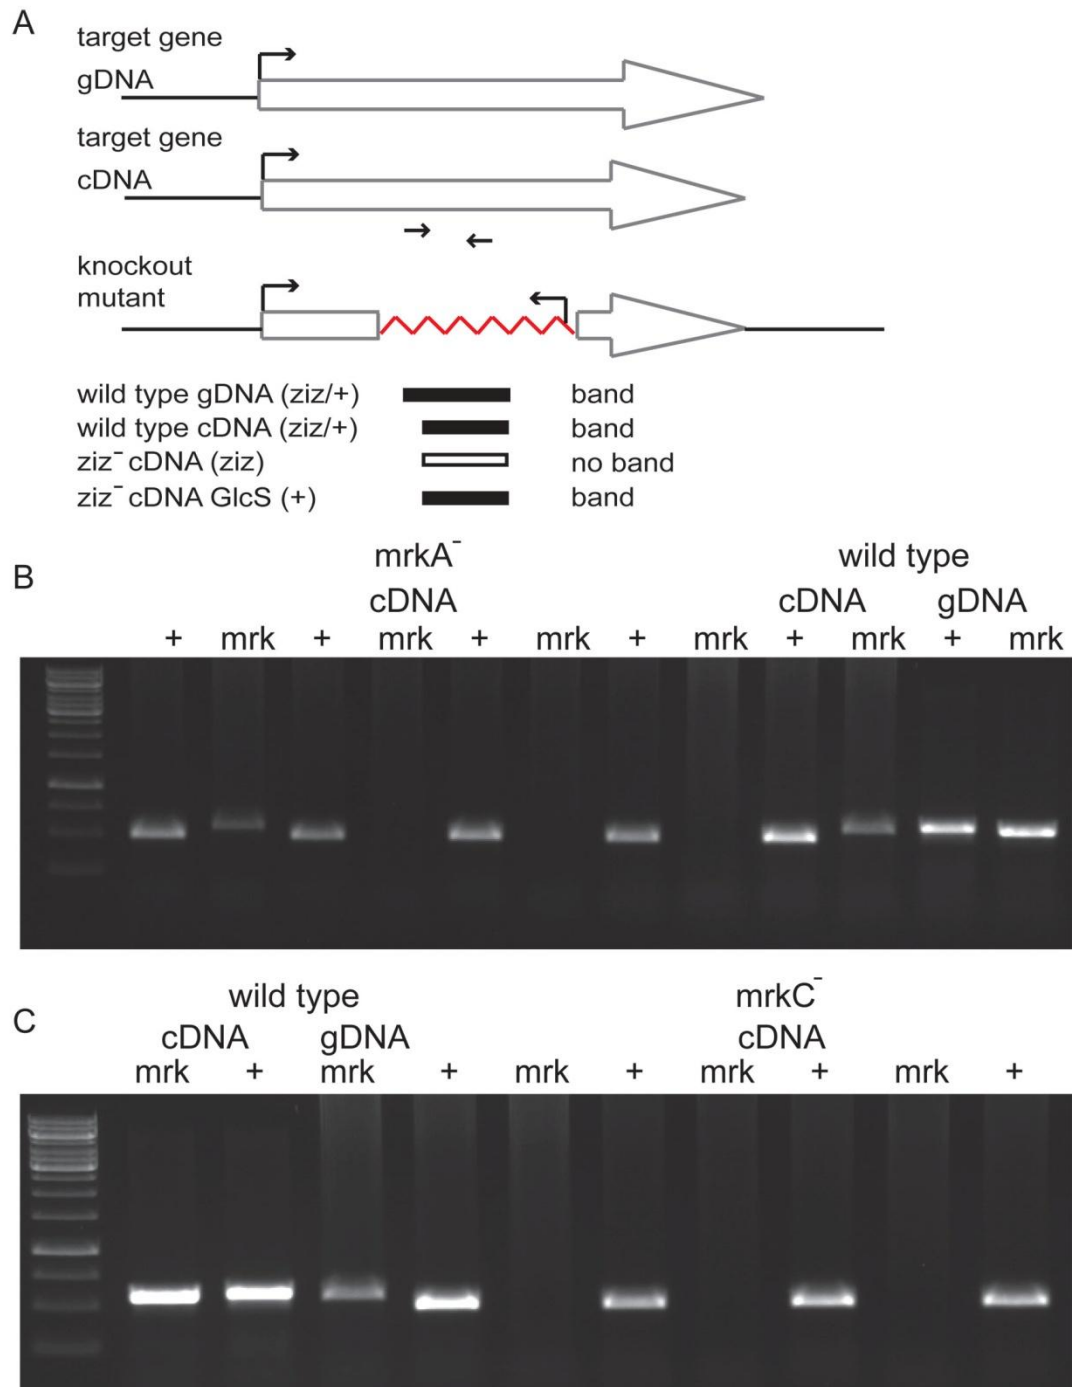 A
target gene
gDNA
target gene
cDNA
knockout
mutant
wild type gDNA (ziz/+) band
wild type cDNA (ziz/+) band
ziz⁻ cDNA (ziz) no band
ziz⁻ cDNA GlcS (+) band
B
mrkA⁻ wild type
cDNA cDNA gDNA
+ mrk + mrk + mrk + mrk + mrk + mrk
C
wild type mrkC⁻
cDNA gDNA cDNA
mrk + mrk + mrk + mrk + mrk +